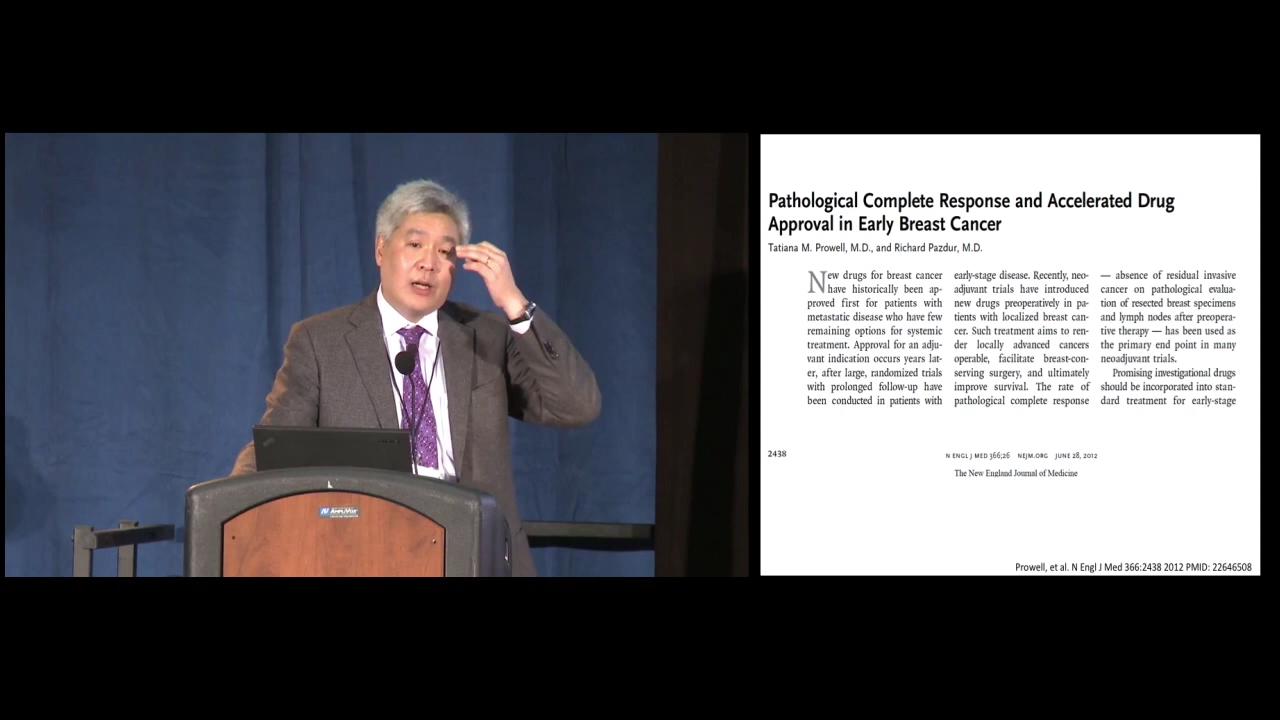 AccuVox
Pathological Complete Response and Accelerated Drug
Approval in Early Breast Cancer
Tatiana M. Prowell, M.D., and Richard Pazdur, M.D.
New drugs for breast cancer
have historically been ap-
proved first for patients with
metastatic disease who have few
remaining options for systemic
treatment. Approval for an adju-
vant indication occurs years lat-
er, after large, randomized trials
with prolonged follow-up have
been conducted in patients with
early-stage disease. Recently, neo-
adjuvant trials have introduced
new drugs preoperatively in pa-
tients with localized breast can-
cer. Such treatment aims to ren-
der locally advanced cancers
operable, facilitate breast-con-
serving surgery, and ultimately
improve survival. The rate of
pathological complete response
— absence of residual invasive
cancer on pathological evalua-
tion of resected breast specimens
and lymph nodes after preopera-
tive therapy — has been used as
the primary end point in many
neoadjuvant trials.
Promising investigational drugs
should be incorporated into stan-
dard treatment for early-stage
2438
N ENGL J MED 366;26 NEJM.ORG JUNE 28, 2012
The New England Journal of Medicine
Prowell, et al. N Engl J Med 366:2438 2012 PMID: 22646508